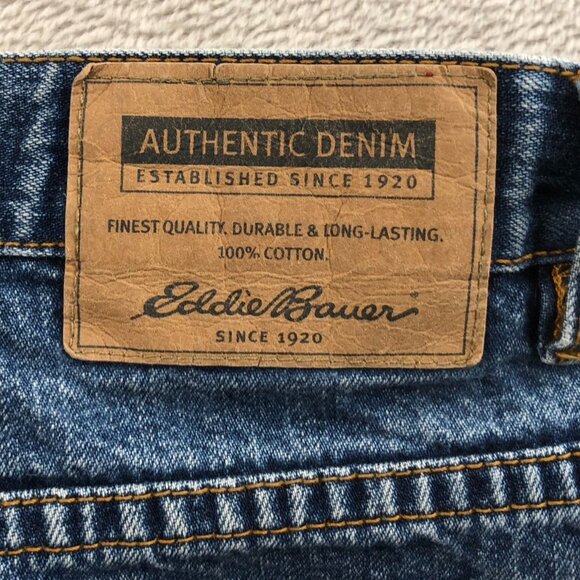 AUTHENTIC DENIM
ESTABLISHED SINCE 1920
FINEST QUALITY. DURABLE & LONG-LASTING.
100% COTTON.
Eddie Bauer®
SINCE 1920